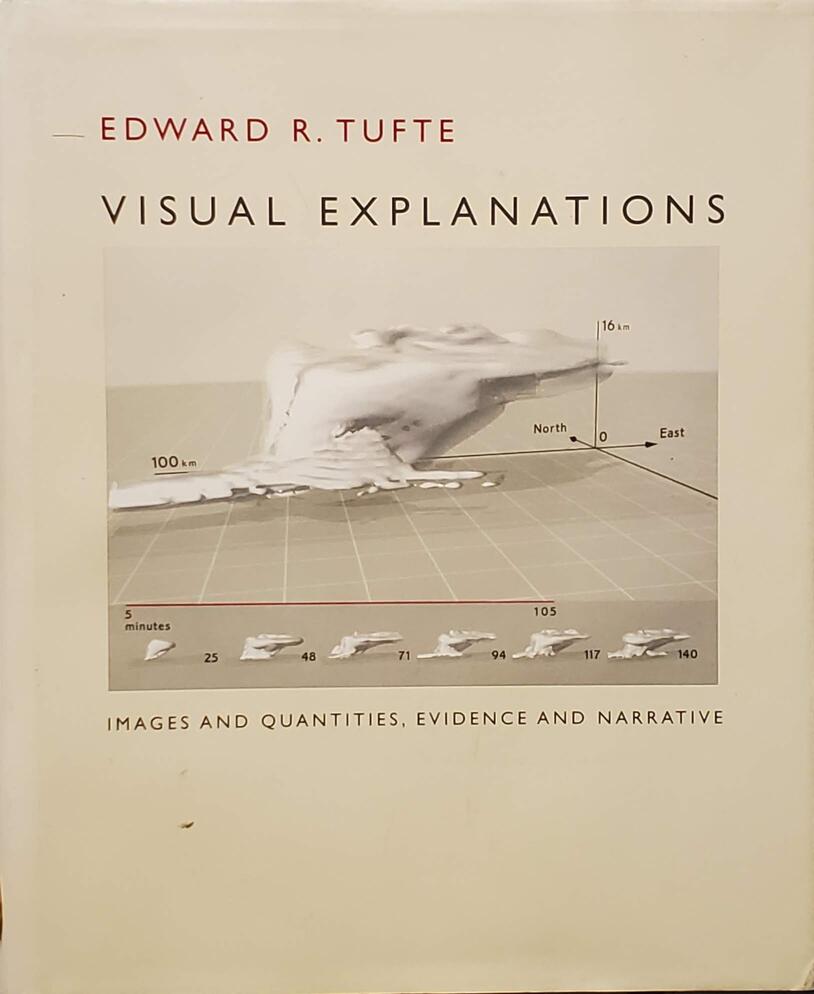 EDWARD R. TUFTE
VISUAL EXPLANATIONS
16 km
North
0
East
100 km
5
105
minutes
25
48
71
94
117
140
IMAGES AND QUANTITIES, EVIDENCE AND NARRATIVE